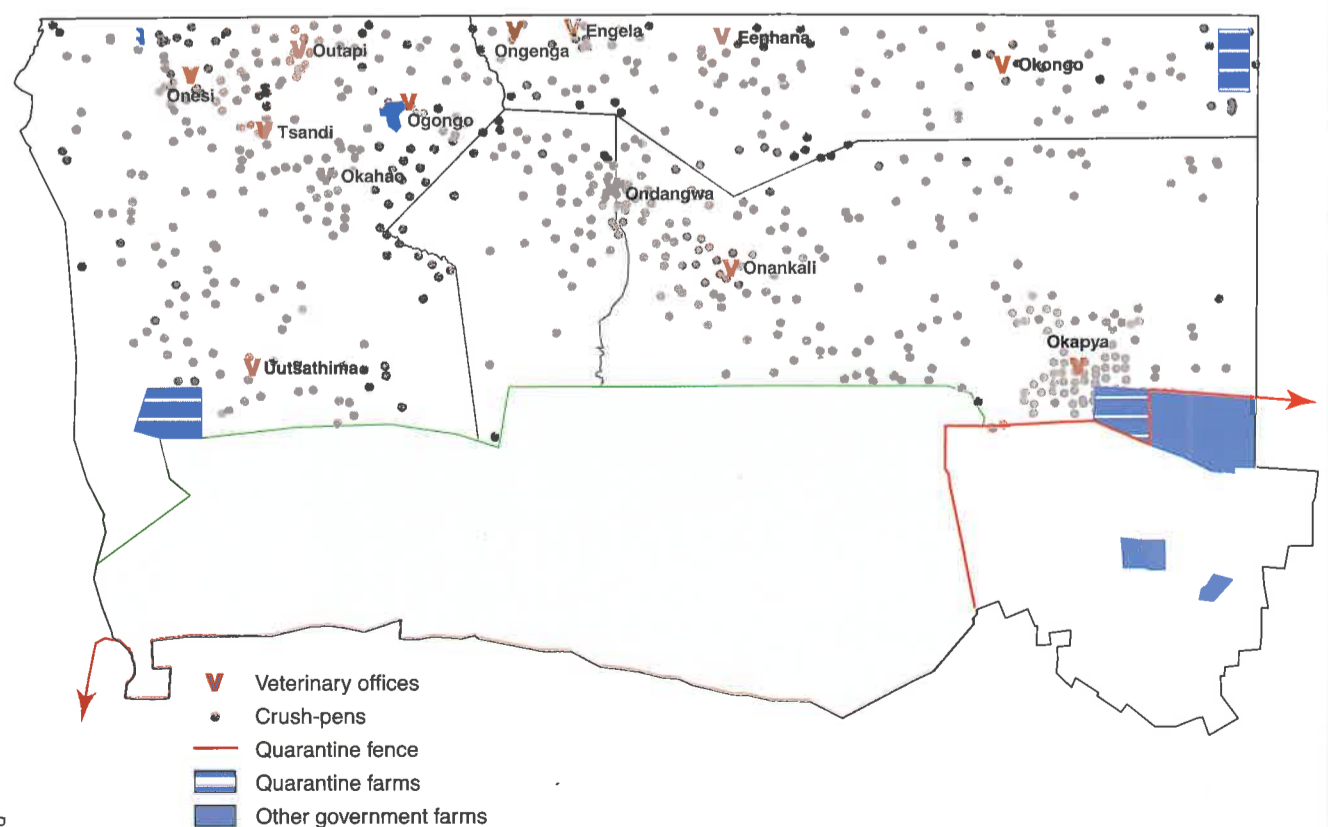 Outapi
Ongenga
Engela
Eenhana
Okongo
Onesi
Ogongo
Tsandi
Okahao
Ondangwa
Onankali
Okapya
Uutsathima
Veterinary offices
Crush-pens
Quarantine fence
Quarantine farms
Other government farms